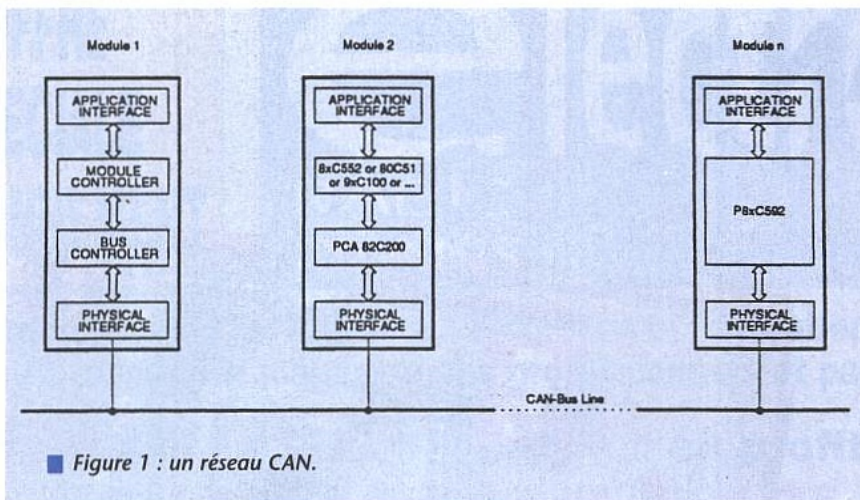 Module 1
Module 2
Module n
APPLICATION
INTERFACE
MODULE
CONTROLLER
BUS
CONTROLLER
PHYSICAL
INTERFACE
APPLICATION
INTERFACE
8xC552 or 80C51
or 9xC100 or ...
PCA 82C200
PHYSICAL
INTERFACE
APPLICATION
INTERFACE
P8xC592
PHYSICAL
INTERFACE
CAN-Bus Line
Figure 1 : un réseau CAN.